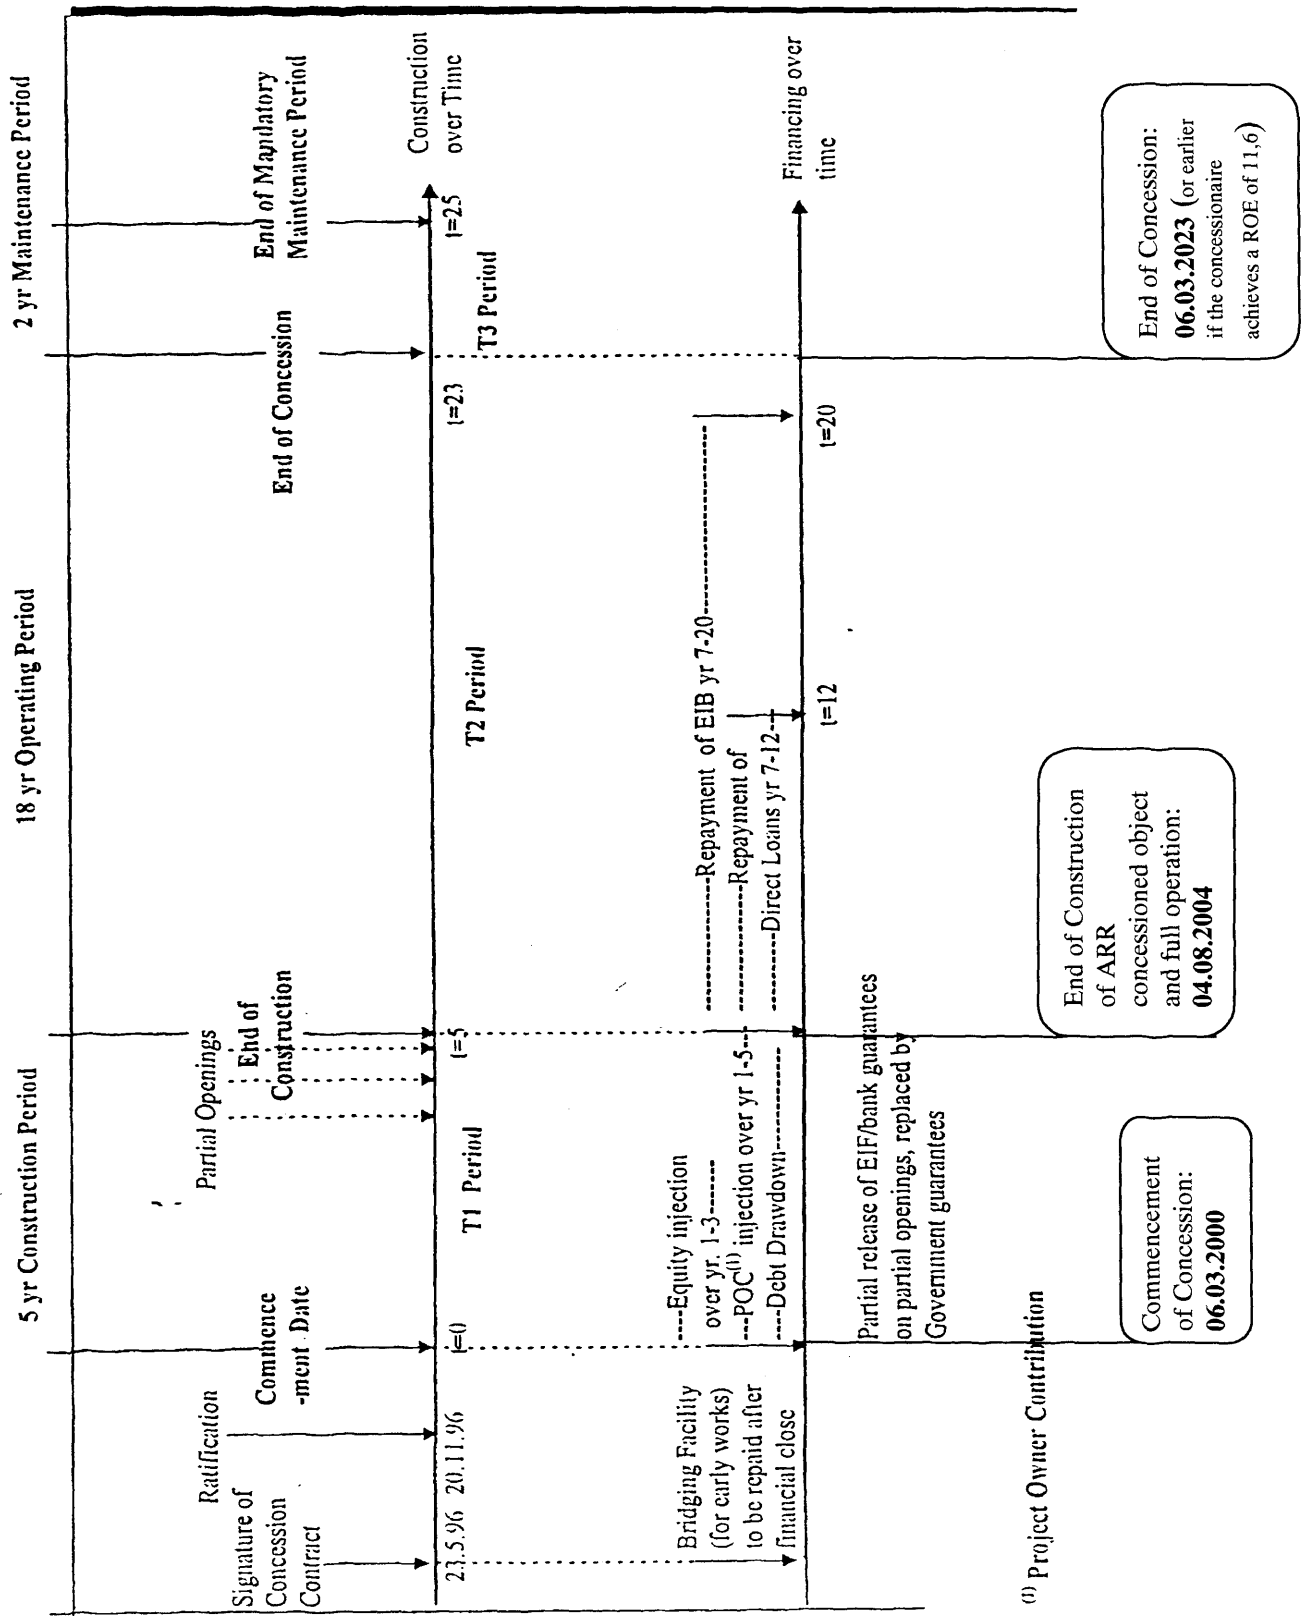 5 yr Construction Period
18 yr Operating Period
2 yr Maintenance Period
Signature of
Concession
Contract
Ratification
Commence
-ment Date
Partial Openings
End of
Construction
End of Concession
End of Mandatory
Maintenance Period
Construction
over Time
23.5.96
20.11.96
t=0
T1 Period
t=5
T2 Period
t=23
T3 Period
t=25
Bridging Facility
(for early works)
to be repaid after
financial close
----Equity injection
over yr. 1-3------
---POC(1) injection over yr 1-5---
----Debt Drawdown------------
-------------Repayment of EIB yr 7-20--------------------
---------Repayment of
--------Direct Loans yr 7-12---
t=12
t=20
Financing over
time
Partial release of EIF/bank guarantees
on partial openings, replaced by
Government guarantees
(1) Project Owner Contribution
Commencement
of Concession:
06.03.2000
End of Construction
of ARR
concessioned object
and full operation:
04.08.2004
End of Concession:
06.03.2023 (or earlier
if the concessionaire
achieves a ROE of 11,6)